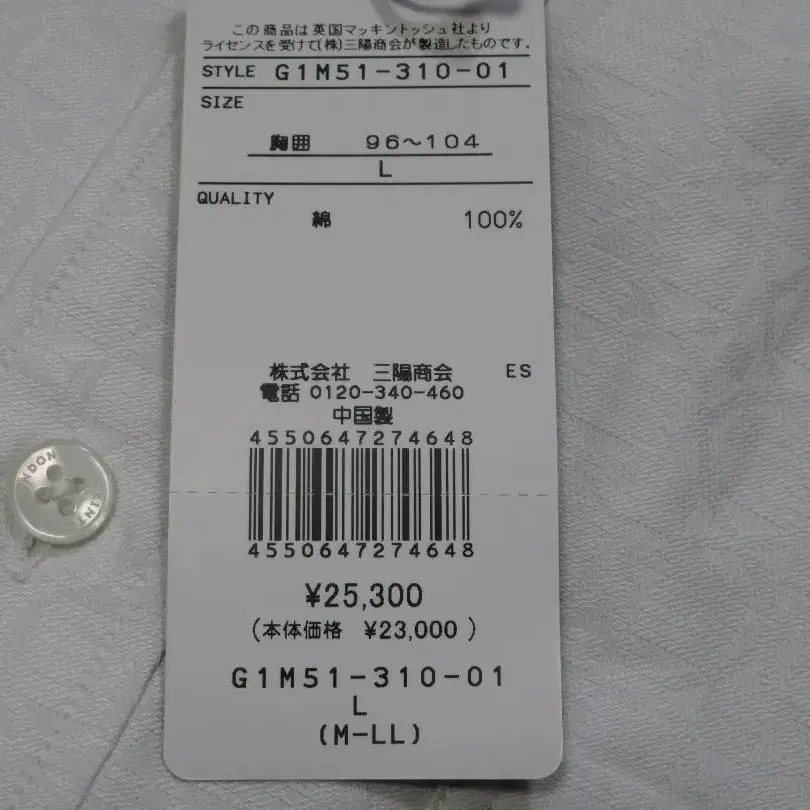 この商品は英国マッキントッシュ社より
ライセンスを受けて(株)三陽商会が製造したものです。
STYLE G1M51-310-01
SIZE
胸囲 96〜104
L
QUALITY
綿 100%
株式会社 三陽商会 ES
電話 0120-340-460
中国製
4550647274648
4550647274648
¥25,300
(本体価格 ¥23,000)
G1M51-310-01
L
(M-LL)